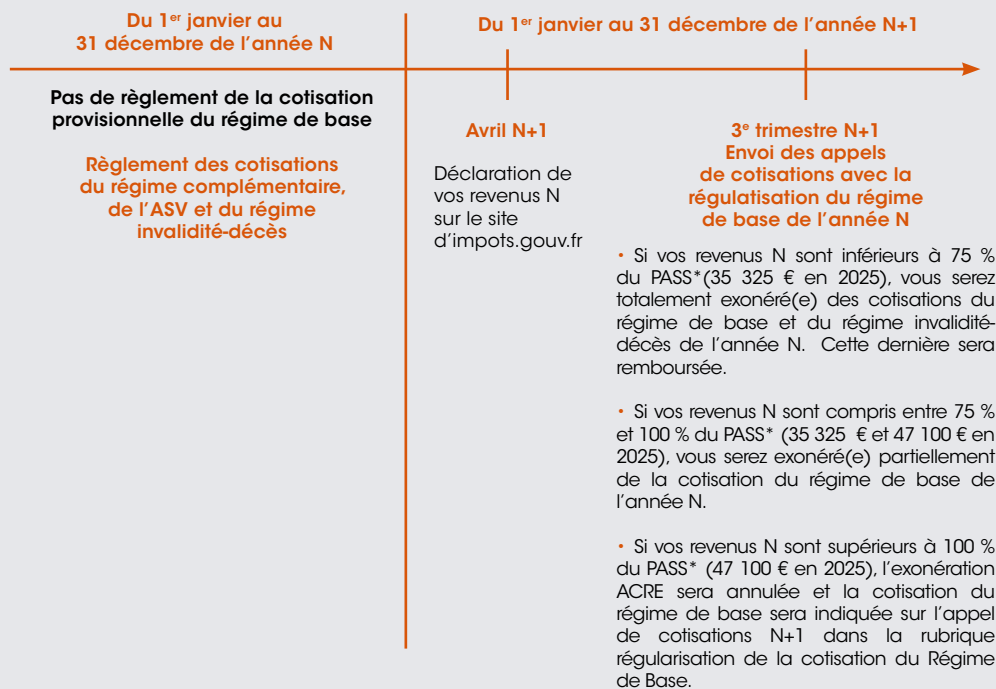 Du 1er janvier au
31 décembre de l'année N
Du 1er janvier au 31 décembre de l'année N+1
Pas de règlement de la cotisation
provisionnelle du régime de base
Règlement des cotisations
du régime complémentaire,
de l'ASV et du régime
invalidité-décès
Avril N+1
Déclaration de
vos revenus N
sur le site
d'impots.gouv.fr
3e trimestre N+1
Envoi des appels
de cotisations avec la
régulatisation du régime
de base de l'année N
• Si vos revenus N sont inférieurs à 75 %
du PASS*(35 325 € en 2025), vous serez
totalement exonéré(e) des cotisations du
régime de base et du régime invalidité-
décès de l'année N. Cette dernière sera
remboursée.
• Si vos revenus N sont compris entre 75 %
et 100 % du PASS* (35 325 € et 47 100 € en
2025), vous serez exonéré(e) partiellement
de la cotisation du régime de base de
l'année N.
• Si vos revenus N sont supérieurs à 100 %
du PASS* (47 100 € en 2025), l'exonération
ACRE sera annulée et la cotisation du
régime de base sera indiquée sur l'appel
de cotisations N+1 dans la rubrique
régularisation de la cotisation du Régime
de Base.